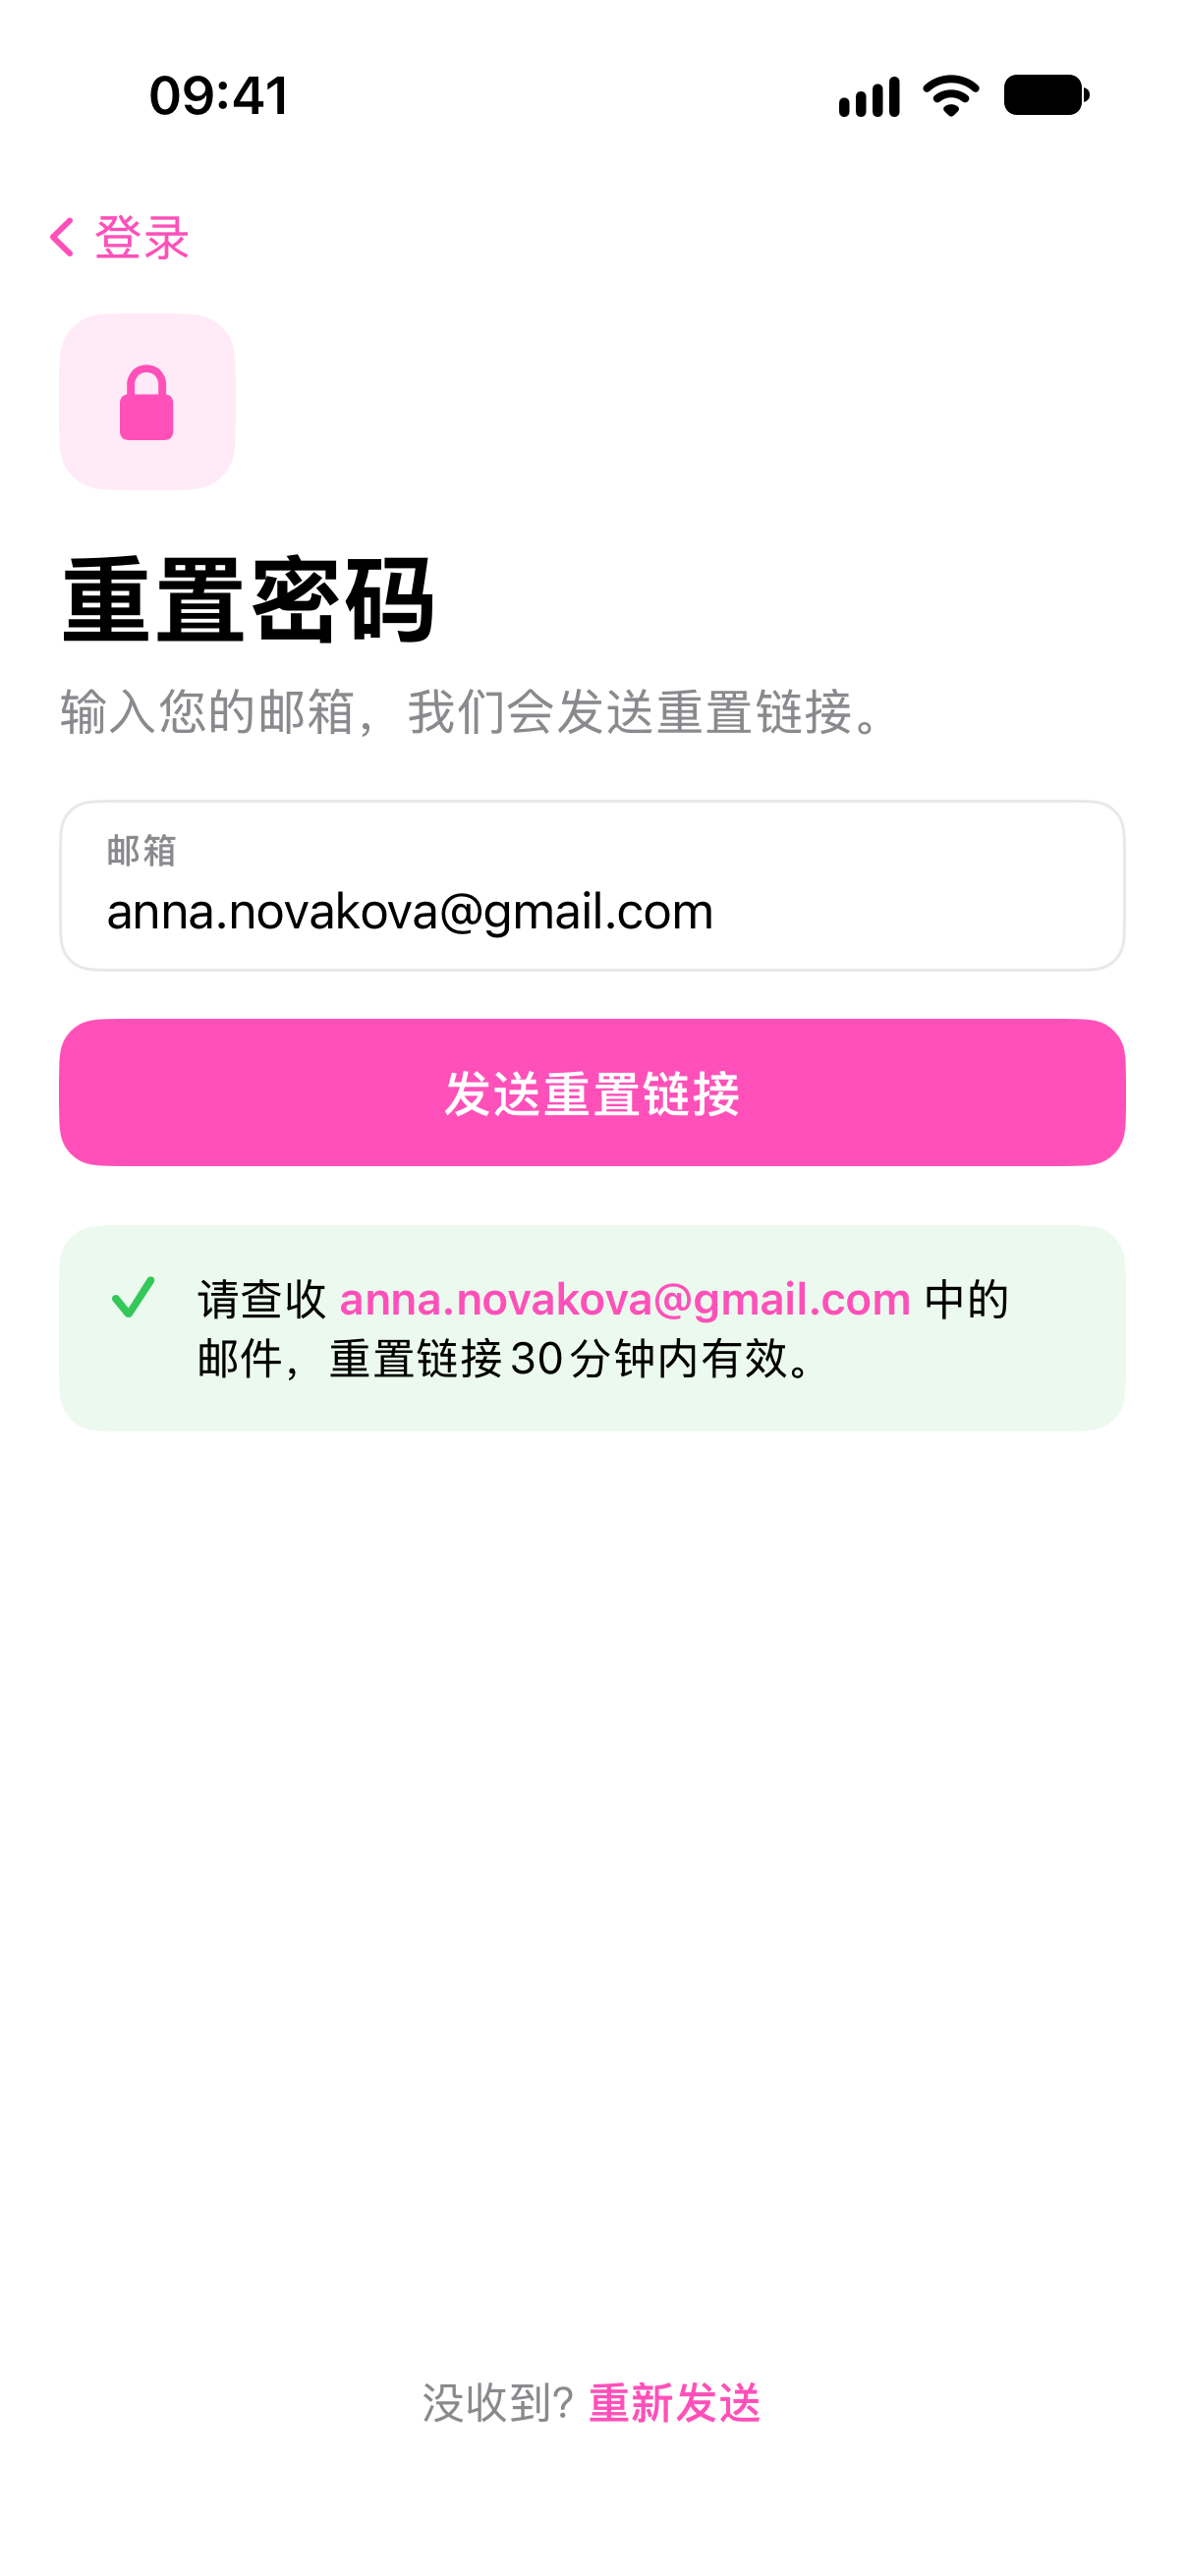 09:41
登录
重置密码
输入您的邮箱，我们会发送重置链接。
邮箱
anna.novakova@gmail.com
发送重置链接
请查收 anna.novakova@gmail.com 中的
邮件，重置链接 30 分钟内有效。
没收到? 重新发送